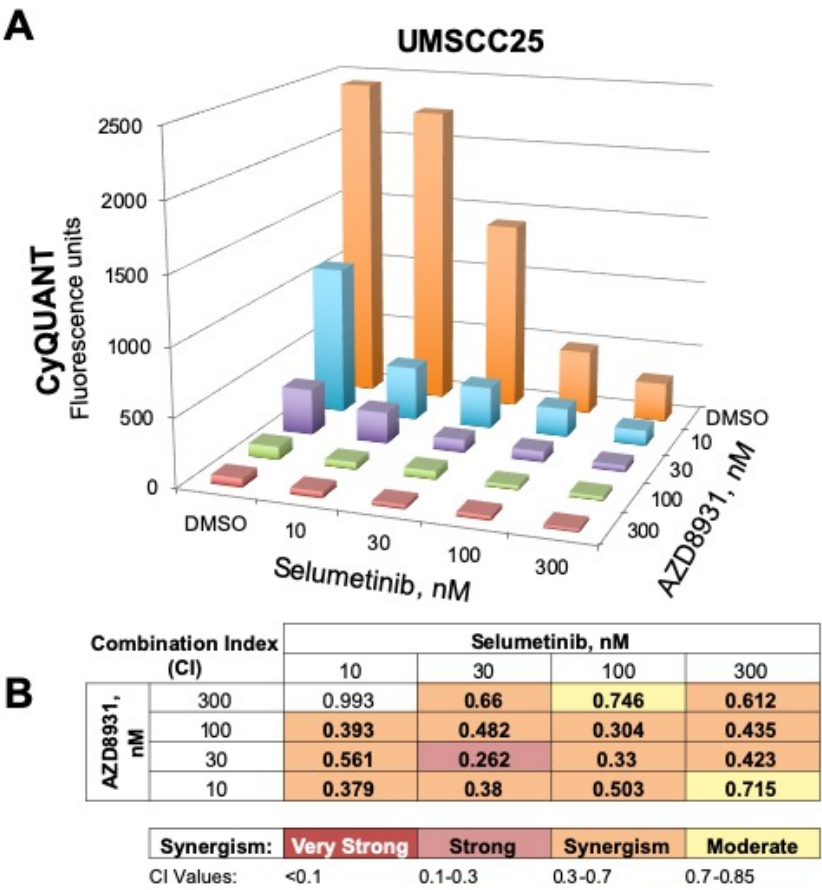 A
UMSCC25
2500
2000
1500
1000
500
0
CyQUANT
Fluorescence units
DMSO
10
30
100
300
Selumetinib, nM
DMSO
10
30
100
300
AZD8931, nM
B
Combination Index (CI)
Selumetinib, nM
10 30 100 300
AZD8931, nM
300 0.993 0.66 0.746 0.612
100 0.393 0.482 0.304 0.435
30 0.561 0.262 0.33 0.423
10 0.379 0.38 0.503 0.715
Synergism: Very Strong Strong Synergism Moderate
CI Values: <0.1 0.1-0.3 0.3-0.7 0.7-0.85